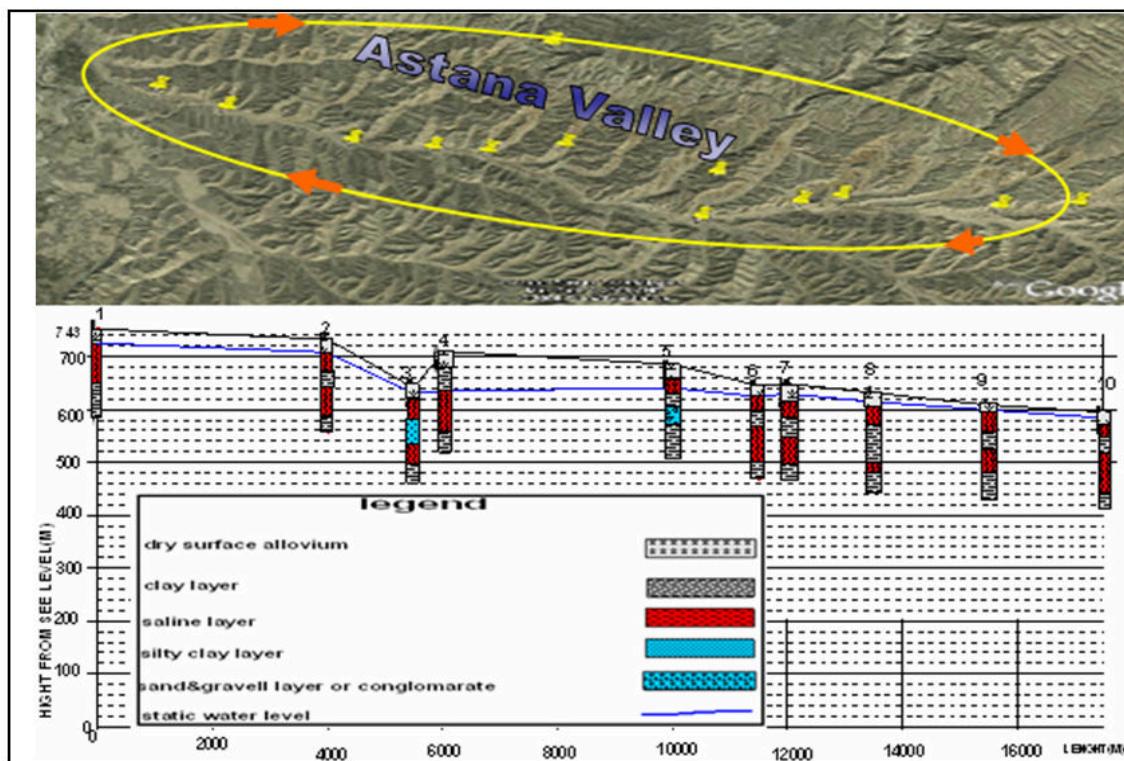 Astana Valley
Googl
1
2
3
4
5
6
7
8
9
10
7 43
700
600
500
400
300
200
100
0
HIGHT FROM SEE LEVEL(M)
legend
dry surface allovium
clay layer
saline layer
silty clay layer
sand&gravell layer or conglomarate
static water level
0
2000
4000
6000
8000
10000
12000
14000
16000
LENGHT(M)